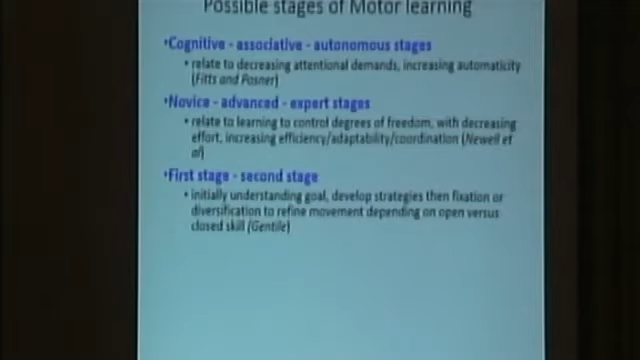 Possible stages of Motor learning
•Cognitive - associative - autonomous stages
• relate to decreasing attentional demands, increasing automaticity
(Fitts and Posner)
•Novice - advanced - expert stages
• relate to learning to control degrees of freedom, with decreasing
effort, increasing efficiency/adaptability/coordination (Newell et
al)
•First stage - second stage
• initially understanding goal, develop strategies then fixation or
diversification to refine movement depending on open versus
closed skill (Gentile)